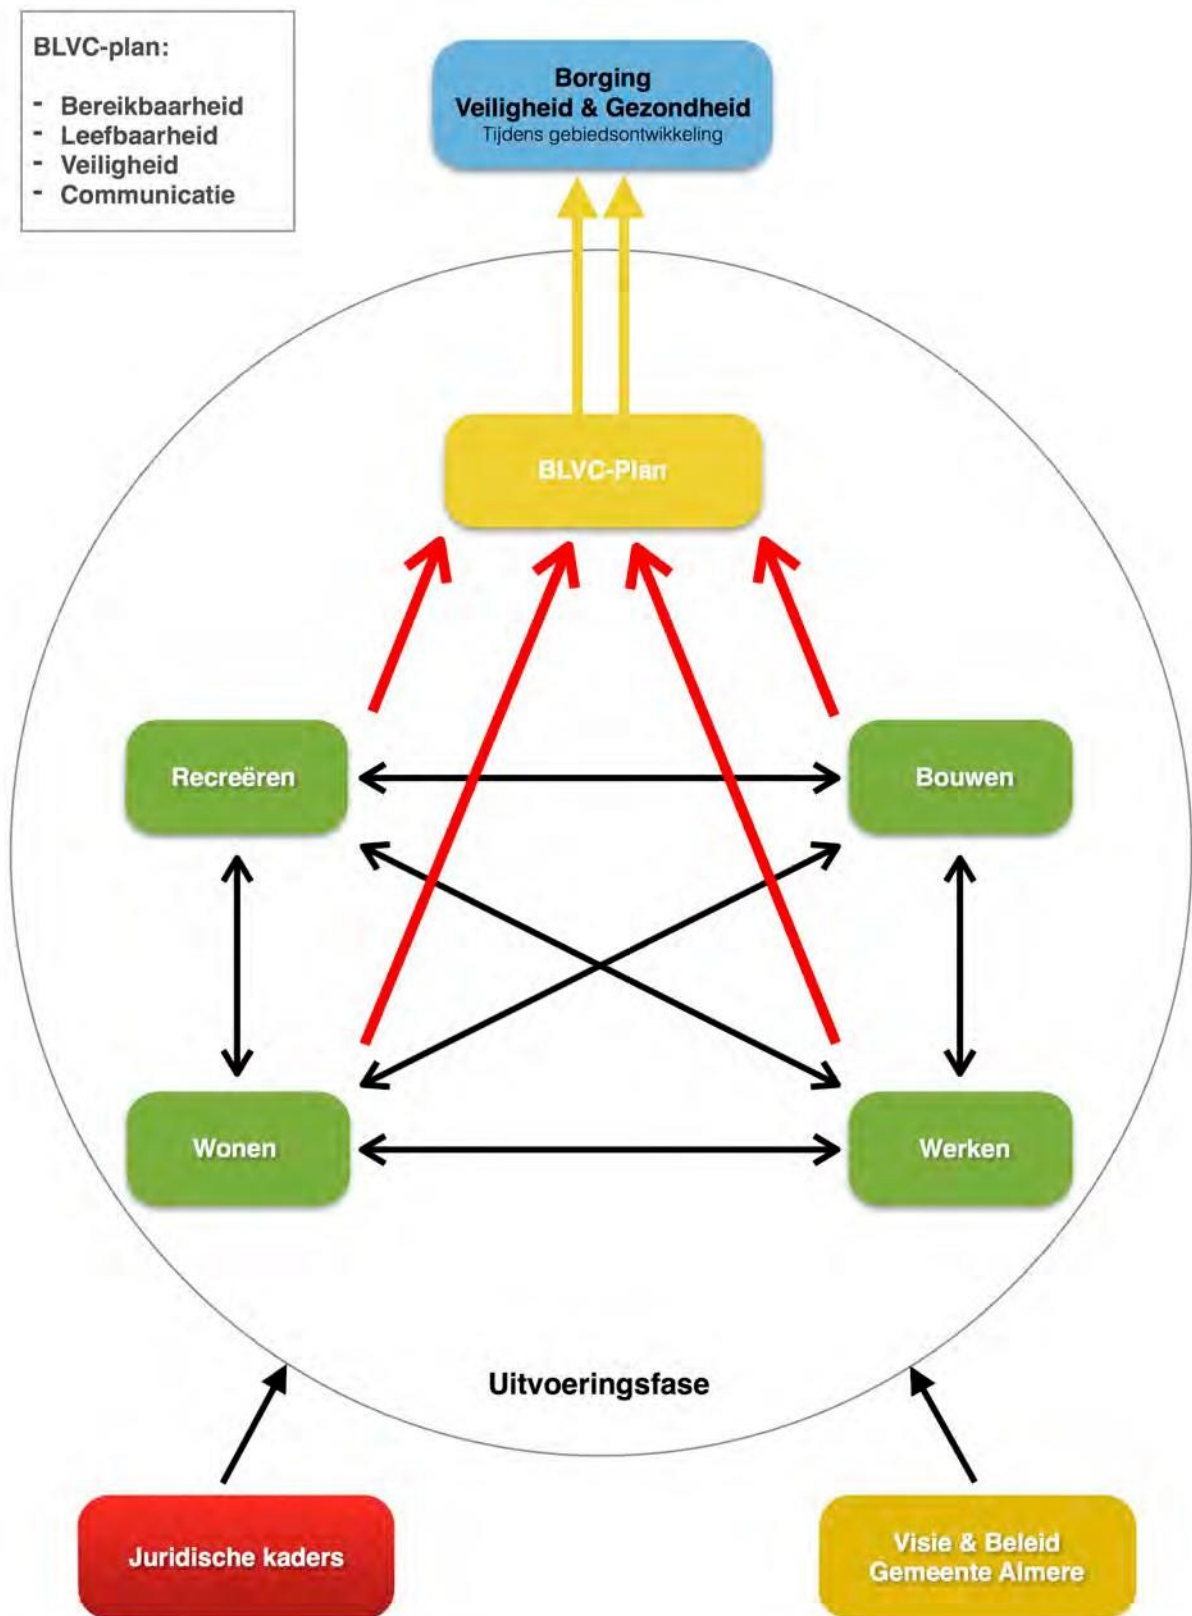 BLVC-plan:
- Bereikbaarheid
- Leefbaarheid
- Veiligheid
- Communicatie
Borging
Veiligheid & Gezondheid
Tijdens gebiedsontwikkeling
BLVC-Plan
Recreëren
Bouwen
Wonen
Werken
Uitvoeringsfase
Juridische kaders
Visie & Beleid
Gemeente Almere